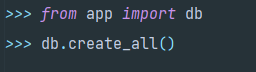 >>> from app import db
>>> db.create_all()